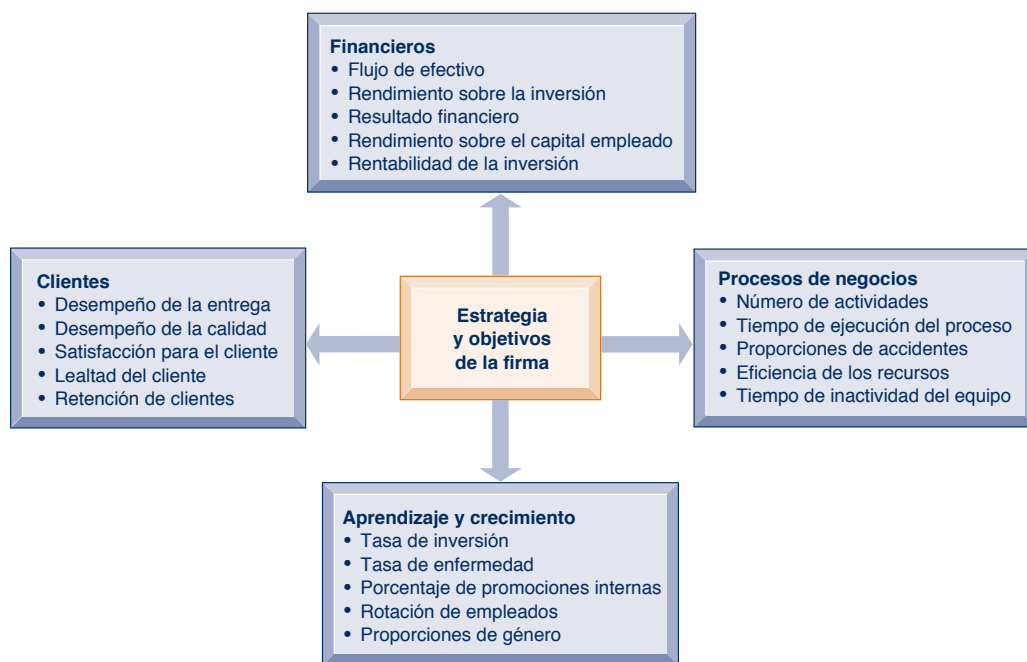 Financieros
• Flujo de efectivo
• Rendimiento sobre la inversión
• Resultado financiero
• Rendimiento sobre el capital empleado
• Rentabilidad de la inversión
Clientes
• Desempeño de la entrega
• Desempeño de la calidad
• Satisfacción para el cliente
• Lealtad del cliente
• Retención de clientes
Estrategia
y objetivos
de la firma
Procesos de negocios
• Número de actividades
• Tiempo de ejecución del proceso
• Proporciones de accidentes
• Eficiencia de los recursos
• Tiempo de inactividad del equipo
Aprendizaje y crecimiento
• Tasa de inversión
• Tasa de enfermedad
• Porcentaje de promociones internas
• Rotación de empleados
• Proporciones de género